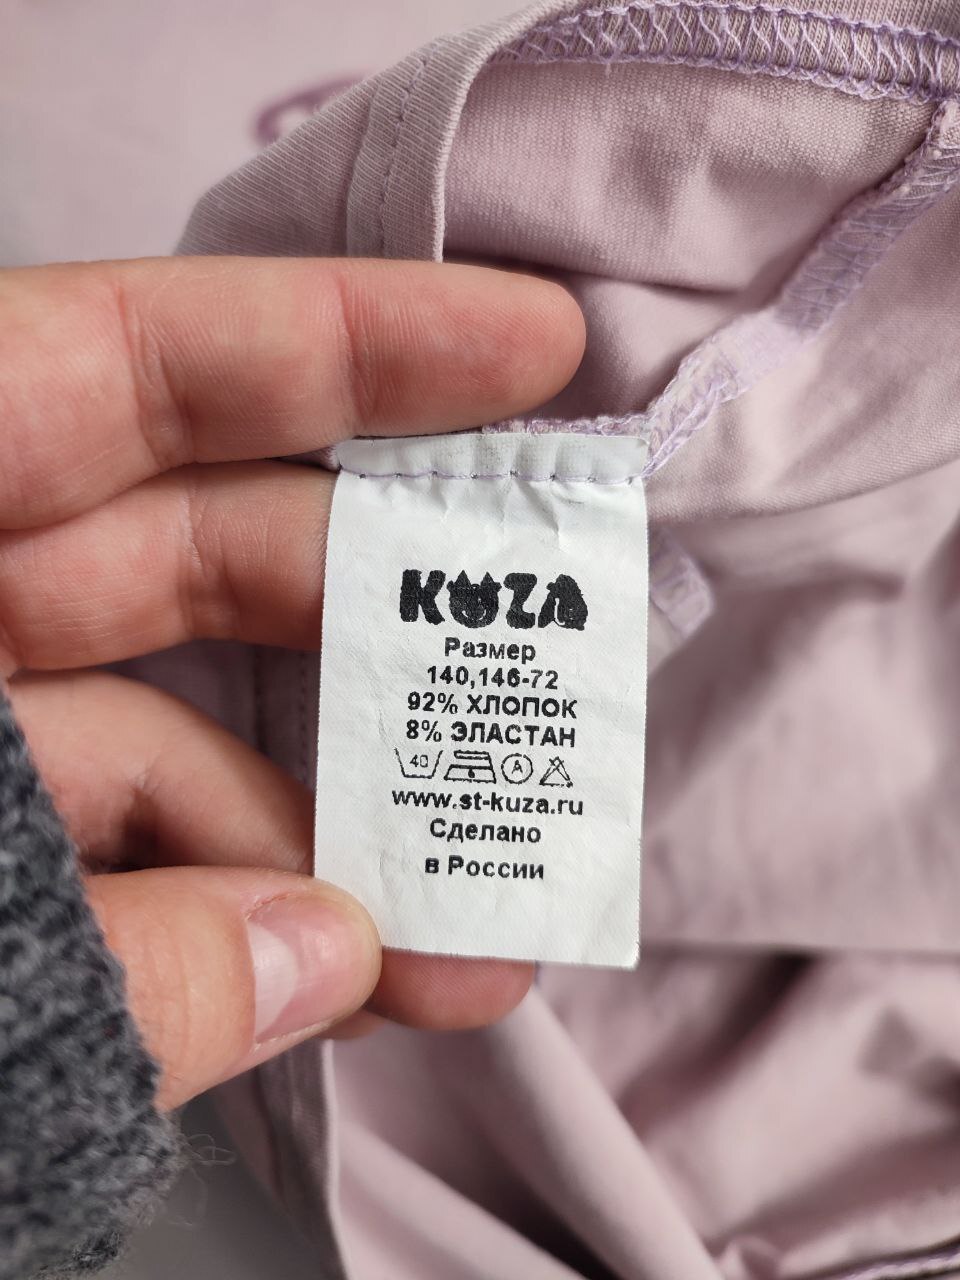 KUZA
Размер
140,146-72
92% ХЛОПОК
8% ЭЛАСТАН
40 A
www.st-kuza.ru
Сделано
в России